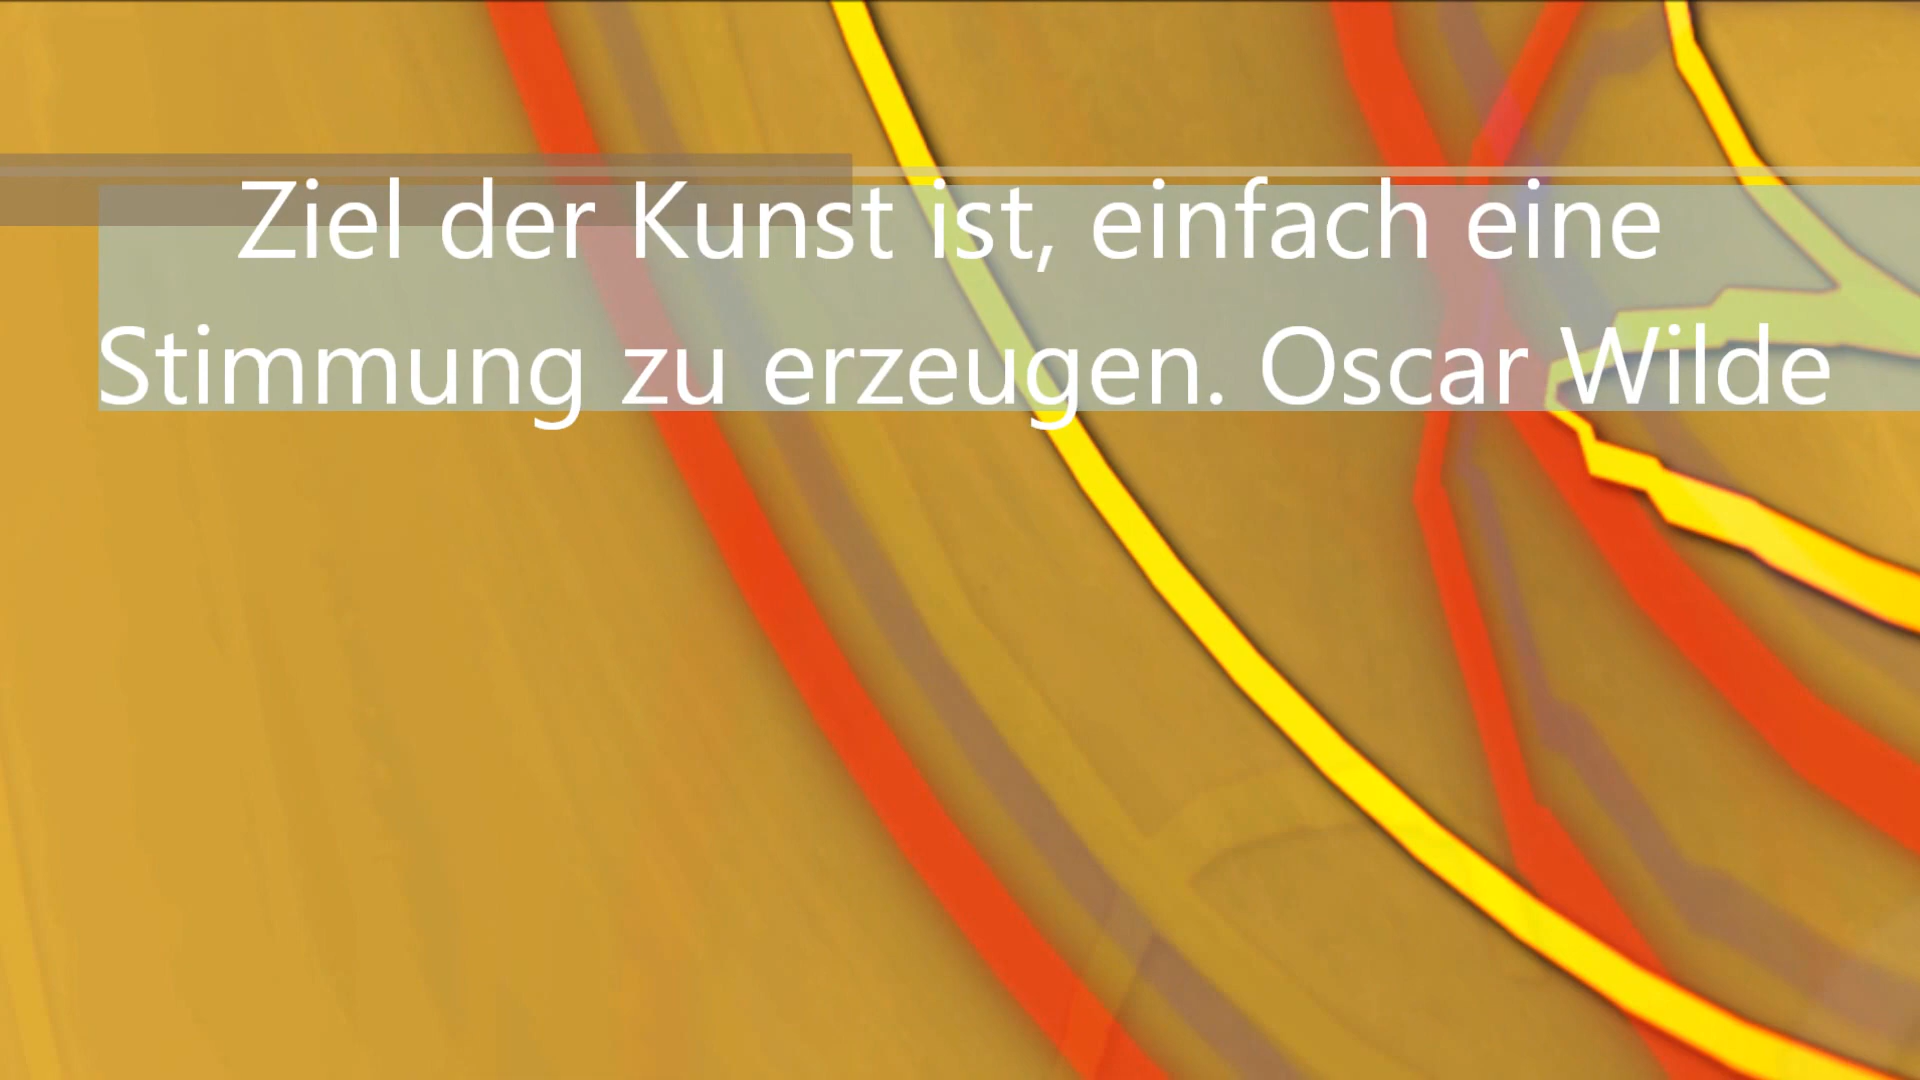 Ziel der Kunst ist, einfach eine
Stimmung zu erzeugen. Oscar Wilde